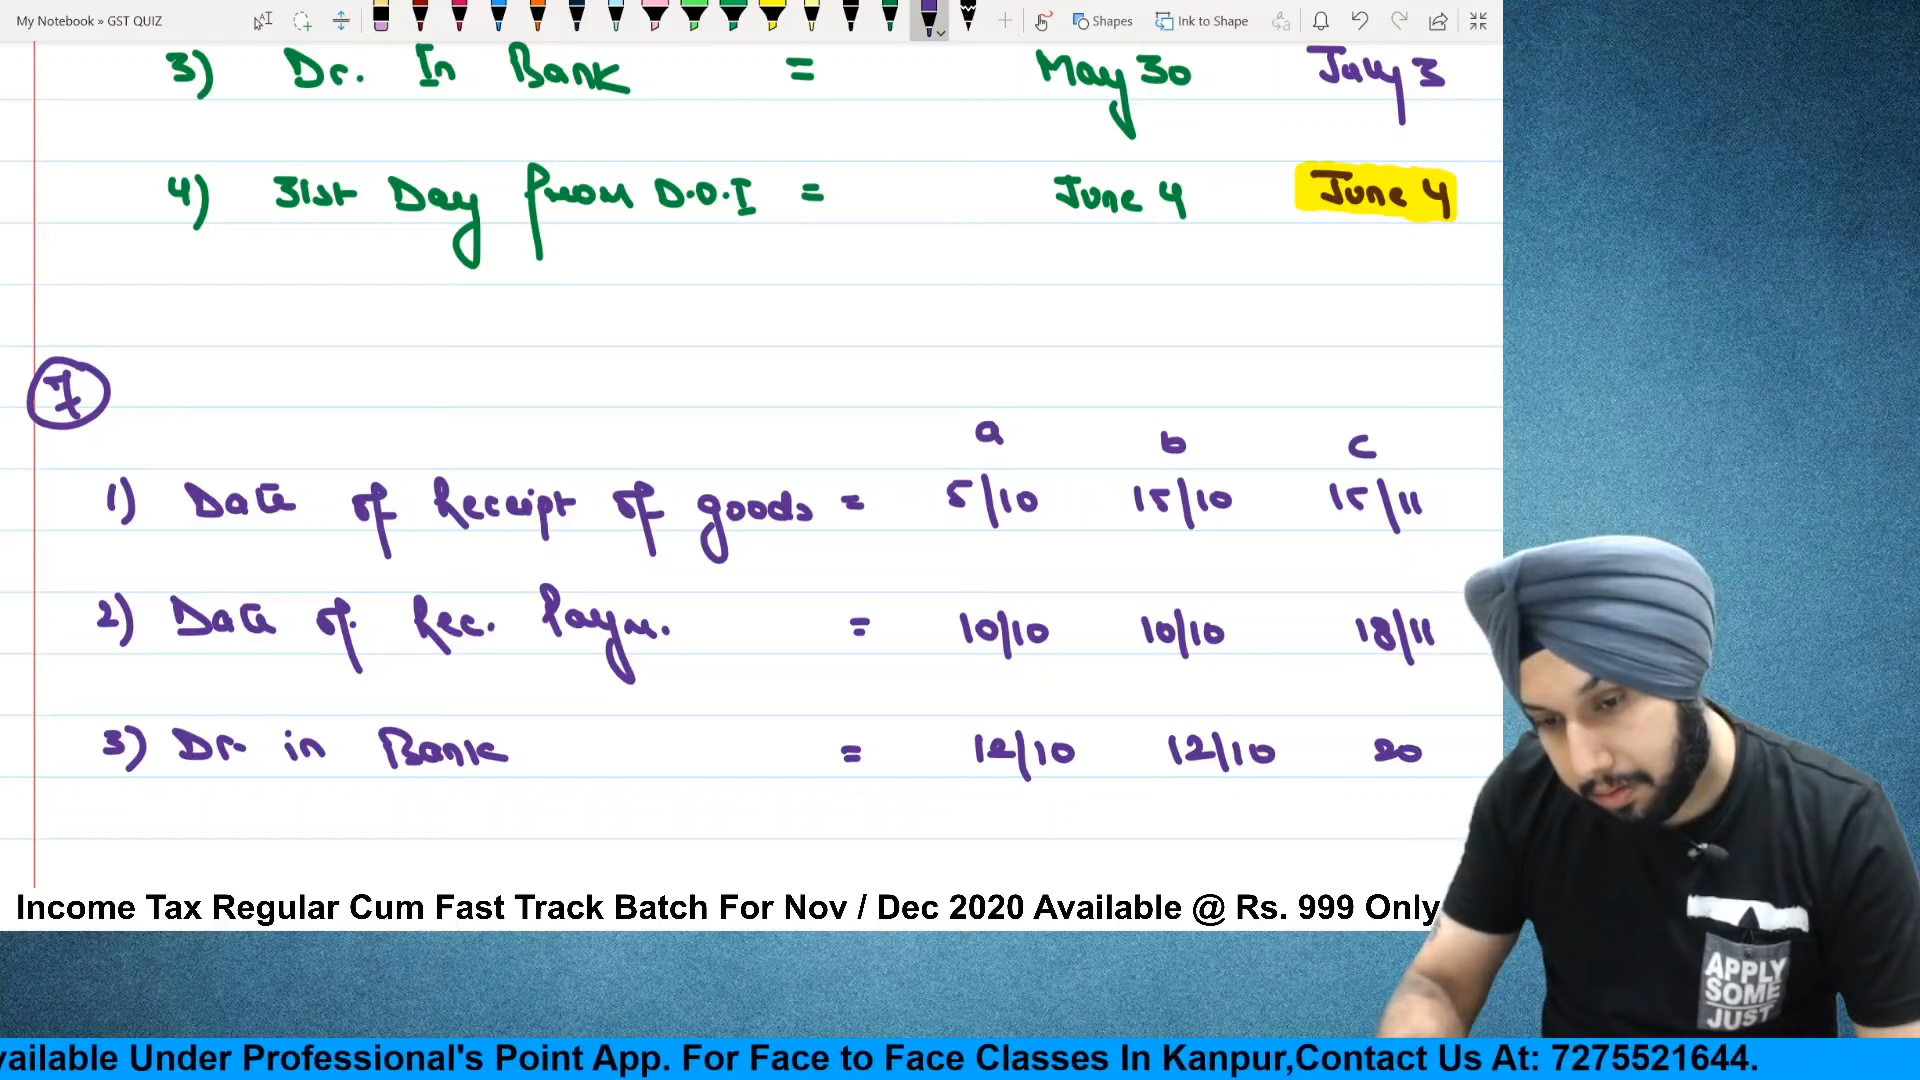 My Notebook » GST QUIZ
Shapes
Ink to Shape
3) Dr. In Bank = May 30 July 3
4) 31st Day from D.O.I = June 4 June 4
7
a b c
1) Date of Receipt of goods = 5/10 15/10 15/11
2) Date of Rec. Paym. = 10/10 10/10 18/11
3) Dr in Bank = 12/10 12/10 20
Income Tax Regular Cum Fast Track Batch For Nov / Dec 2020 Available @ Rs. 999 Only
APPLY
SOME
JUST
vailable Under Professional's Point App. For Face to Face Classes In Kanpur,Contact Us At: 7275521644.